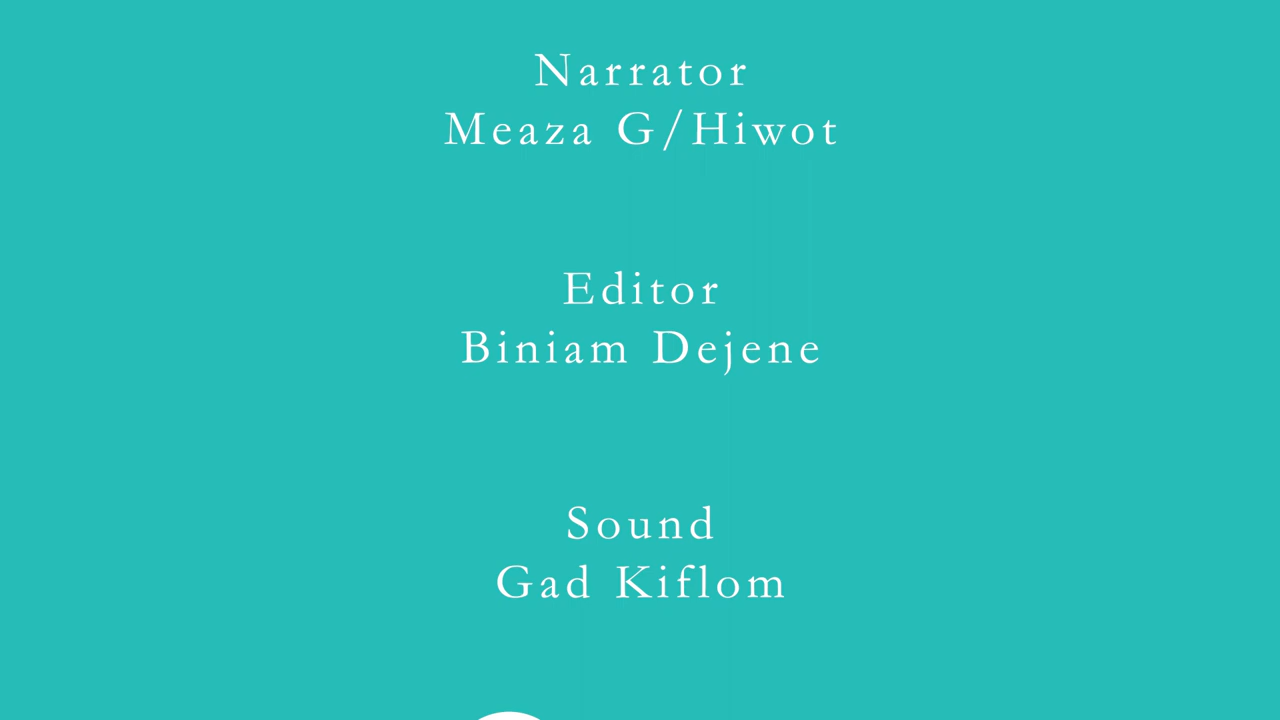 Narrator
Meaza G/Hiwot
Editor
Biniam Dejene
Sound
Gad Kiflom